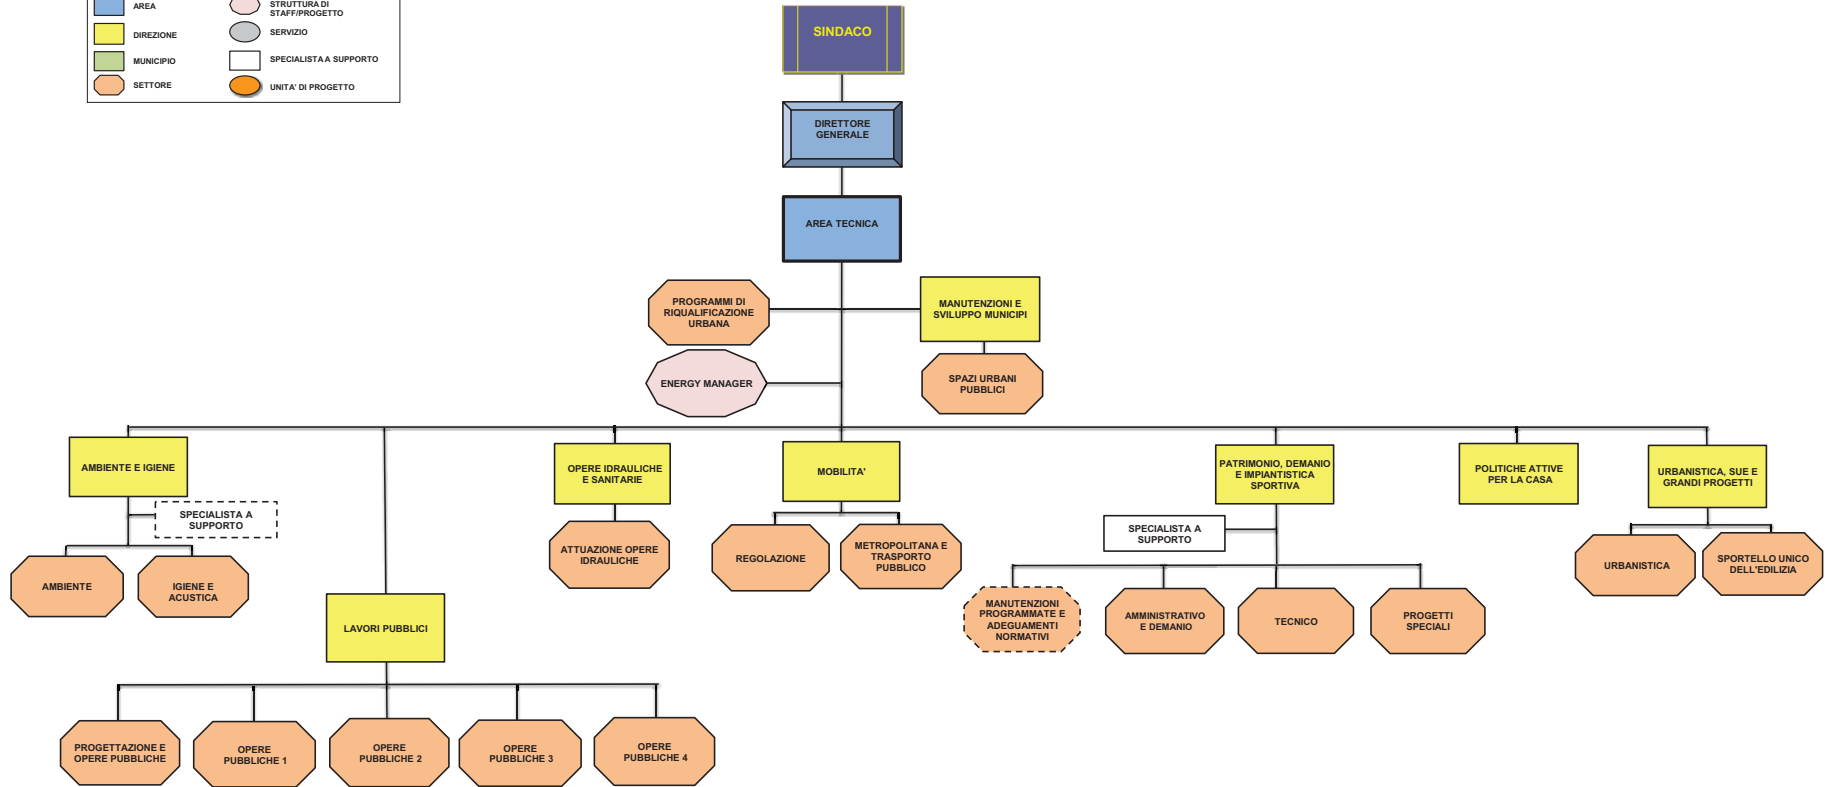 AREA
STRUTTURA DI
STAFF/PROGETTO
DIREZIONE
SERVIZIO
MUNICIPIO
SPECIALISTA A SUPPORTO
SETTORE
UNITA' DI PROGETTO
SINDACO
DIRETTORE
GENERALE
AREA TECNICA
PROGRAMMI DI
RIQUALIFICAZIONE
URBANA
MANUTENZIONI E
SVILUPPO MUNICIPI
ENERGY MANAGER
SPAZI URBANI
PUBBLICI
AMBIENTE E IGIENE
OPERE IDRAULICHE
E SANITARIE
MOBILITA'
PATRIMONIO, DEMANIO
E IMPIANTISTICA
SPORTIVA
POLITICHE ATTIVE
PER LA CASA
URBANISTICA, SUE E
GRANDI PROGETTI
SPECIALISTA A
SUPPORTO
SPECIALISTA A
SUPPORTO
AMBIENTE
IGIENE E
ACUSTICA
ATTUAZIONE OPERE
IDRAULICHE
REGOLAZIONE
METROPOLITANA E
TRASPORTO
PUBBLICO
URBANISTICA
SPORTELLO UNICO
DELL'EDILIZIA
LAVORI PUBBLICI
MANUTENZIONI
PROGRAMMATE E
ADEGUAMENTI
NORMATIVI
AMMINISTRATIVO
E DEMANIO
TECNICO
PROGETTI
SPECIALI
PROGETTAZIONE E
OPERE PUBBLICHE
OPERE
PUBBLICHE 1
OPERE
PUBBLICHE 2
OPERE
PUBBLICHE 3
OPERE
PUBBLICHE 4